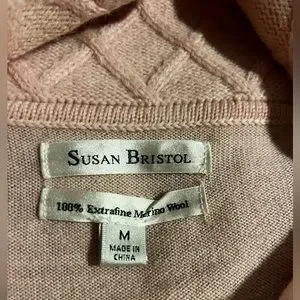 SUSAN BRISTOL
100% Extrafine Merino Wool
M
MADE IN
CHINA